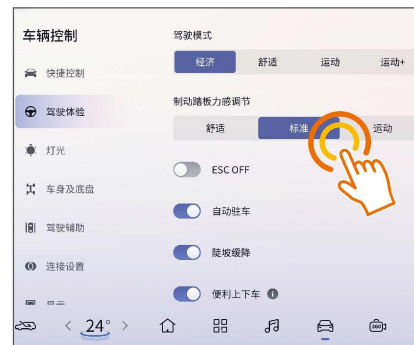 车辆控制
驾驶模式
经济 舒适 运动 运动+
快捷控制
驾驶体验
制动踏板力感调节
舒适 标准 运动
灯光
ESC OFF
车身及底盘
自动驻车
驾驶辅助
陡坡缓降
连接设置
便利上下车
24°
360